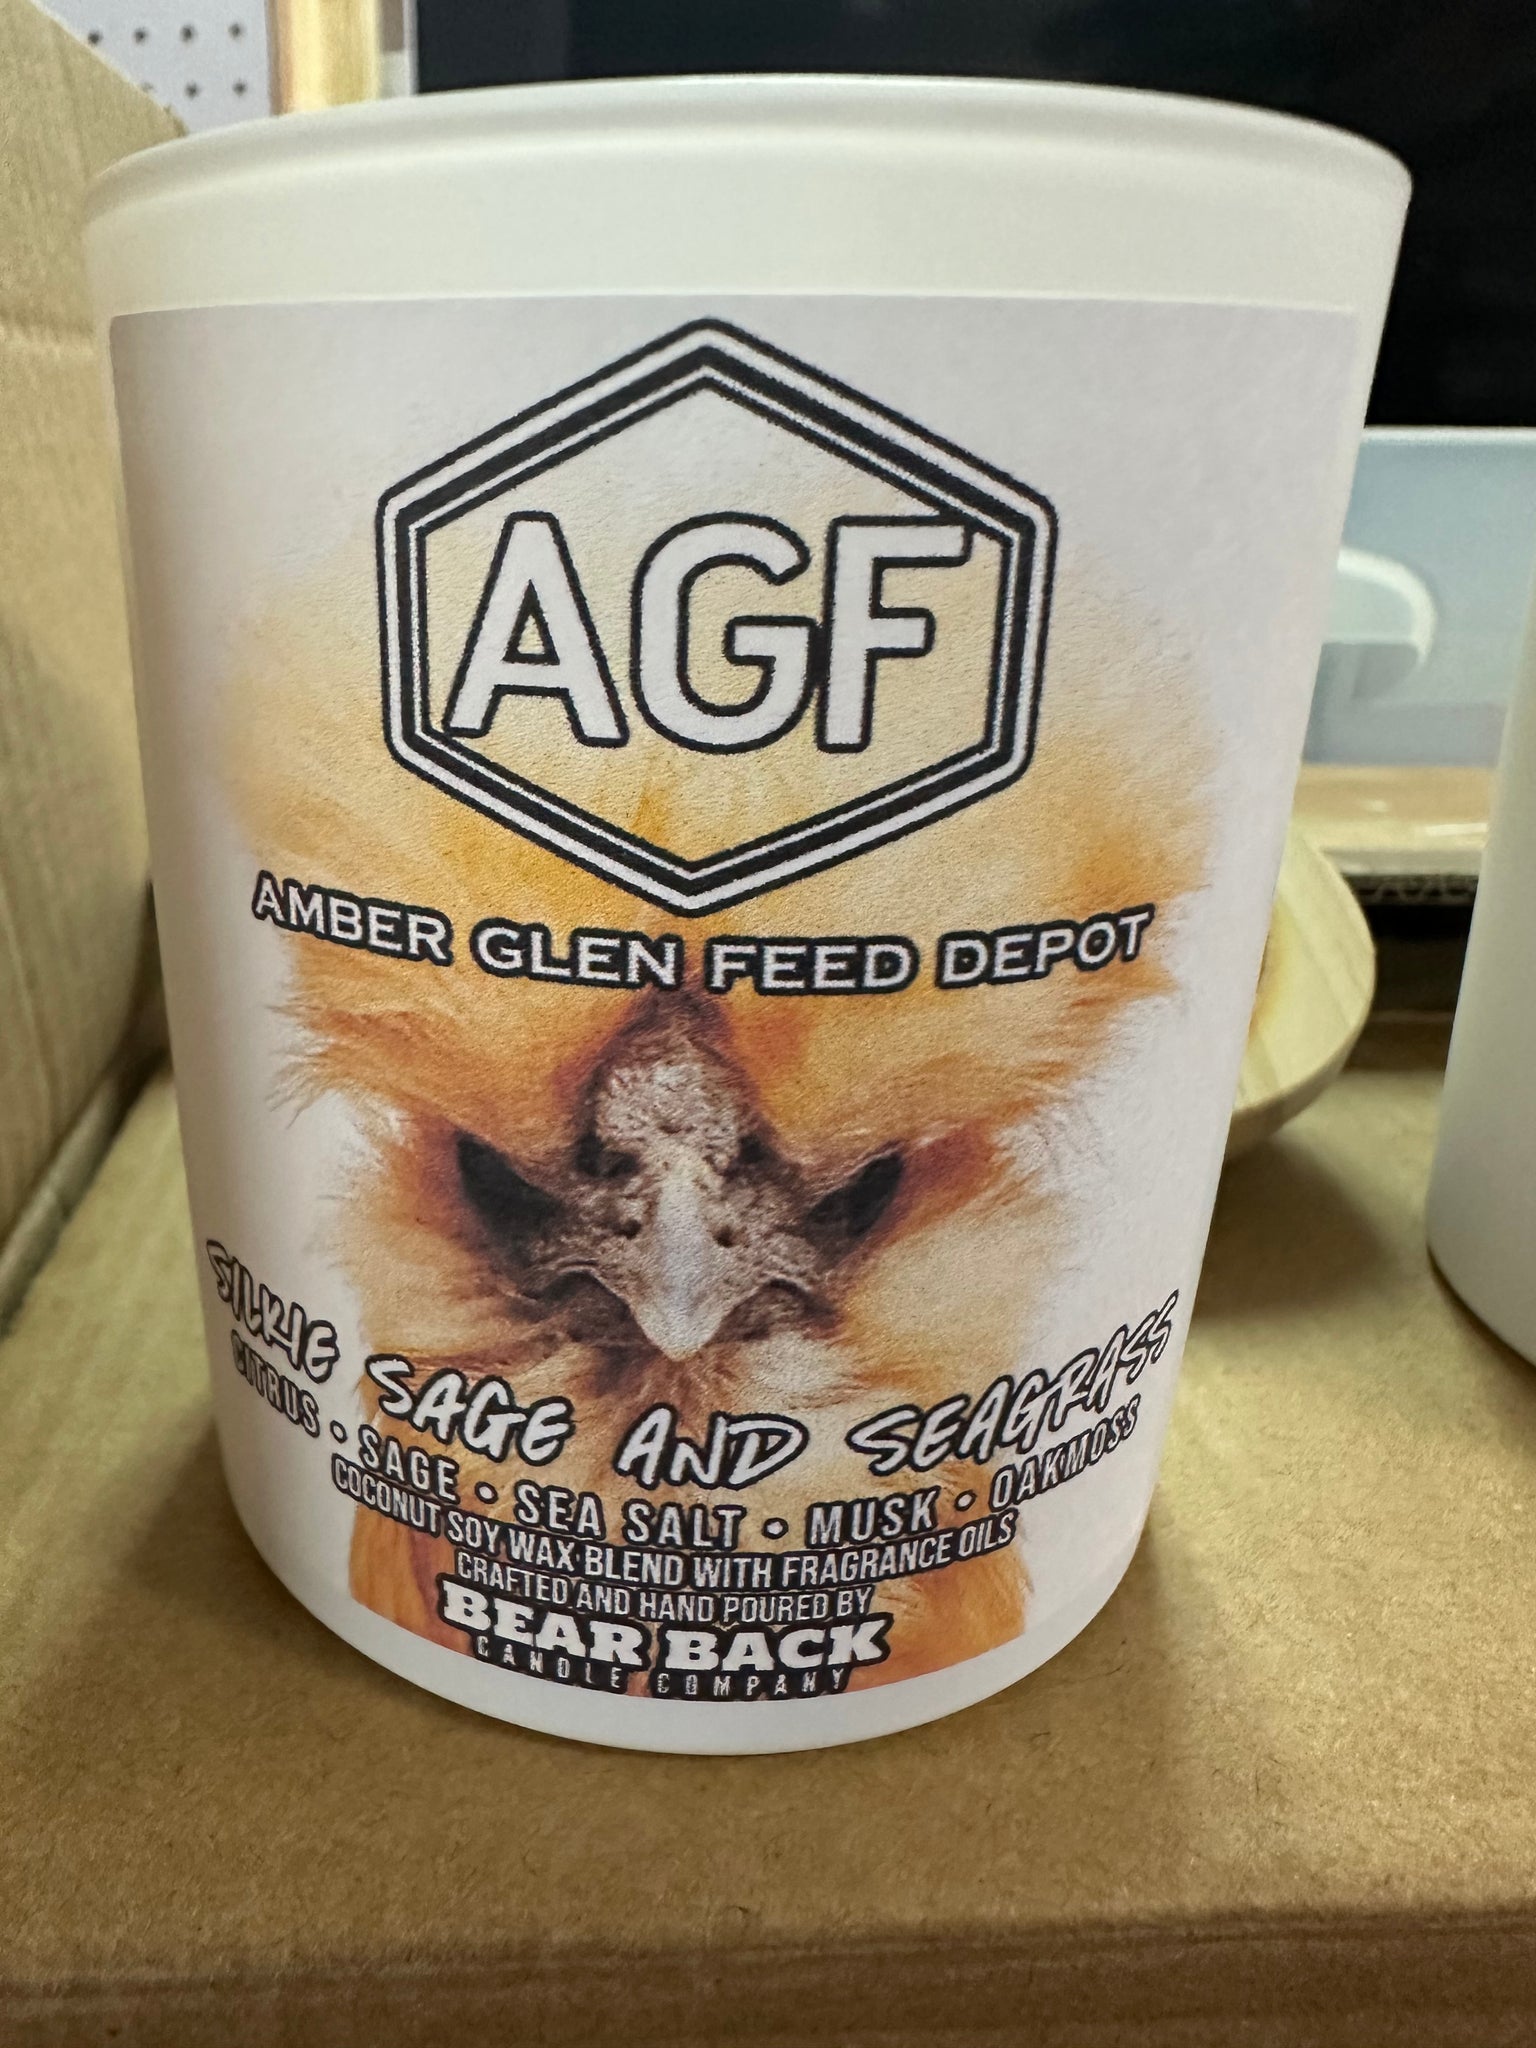 AGF
AMBER GLEN FEED DEPOT
SILKIE SAGE AND SEAGRASS
CITRUS • SAGE • SEA SALT • MUSK • OAKMOSS
COCONUT SOY WAX BLEND WITH FRAGRANCE OILS
CRAFTED AND HAND POURED BY
BEAR BACK
CANDLE COMPANY